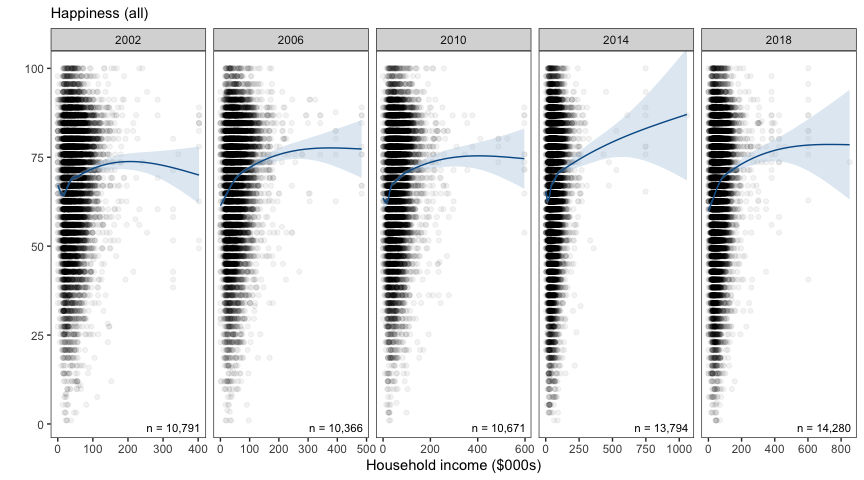 Happiness (all)
2002 2006 2010 2014 2018
100
75
50
25
0
n = 10,791 n = 10,366 n = 10,671 n = 13,794 n = 14,280
0 100 200 300 400 0 100 200 300 400 500 0 200 400 600 0 250 500 750 1000 0 200 400 600 800
Household income ($000s)